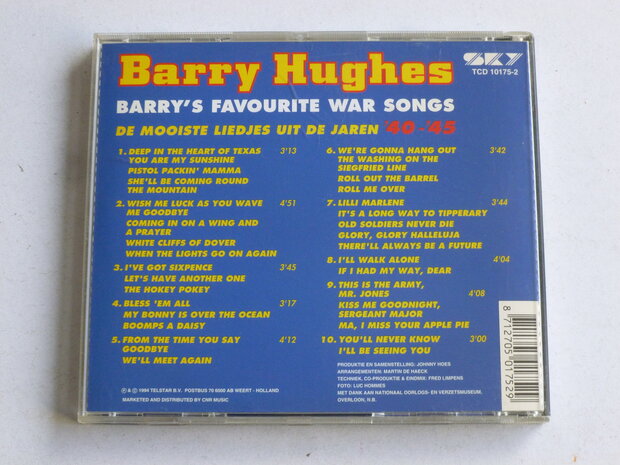 SKY
TCD 10175-2
Barry Hughes
BARRY'S FAVOURITE WAR SONGS
DE MOOISTE LIEDJES UIT DE JAREN '40-'45
1. DEEP IN THE HEART OF TEXAS 3'13
YOU ARE MY SUNSHINE
PISTOL PACKIN' MAMMA
SHE'LL BE COMING ROUND
THE MOUNTAIN
2. WISH ME LUCK AS YOU WAVE 4'51
ME GOODBYE
COMING IN ON A WING AND
A PRAYER
WHITE CLIFFS OF DOVER
WHEN THE LIGHTS GO ON AGAIN
3. I'VE GOT SIXPENCE 3'45
LET'S HAVE ANOTHER ONE
THE HOKEY POKEY
4. BLESS 'EM ALL 3'17
MY BONNY IS OVER THE OCEAN
BOOMPS A DAISY
5. FROM THE TIME YOU SAY 4'12
GOODBYE
WE'LL MEET AGAIN
6. WE'RE GONNA HANG OUT 3'42
THE WASHING ON THE
SIEGFRIED LINE
ROLL OUT THE BARREL
ROLL ME OVER
7. LILLI MARLENE 3'44
IT'S A LONG WAY TO TIPPERARY
OLD SOLDIERS NEVER DIE
GLORY, GLORY HALLELUJA
THERE'LL ALWAYS BE A FUTURE
8. I'LL WALK ALONE 4'04
IF I HAD MY WAY, DEAR
9. THIS IS THE ARMY,
MR. JONES 4'08
KISS ME GOODNIGHT,
SERGEANT MAJOR
MA, I MISS YOUR APPLE PIE
10. YOU'LL NEVER KNOW 3'00
I'LL BE SEEING YOU
PRODUKTIE EN SAMENSTELLING: JOHNNY HOES
ARRANGEMENTEN: MARTIN DE HAECK
TECHNIEK, CO-PRODUKTIE & EINDMIX: FRED LIMPENS
FOTO: LUC HOMMES
MET DANK AAN NATIONAAL OORLOGS- EN VERZETSMUSEUM,
OVERLOON, N.B.
℗ & © 1994 TELSTAR B.V. POSTBUS 70 6000 AB WEERT - HOLLAND
MARKETED AND DISTRIBUTED BY CNR MUSIC
8 712705 017529